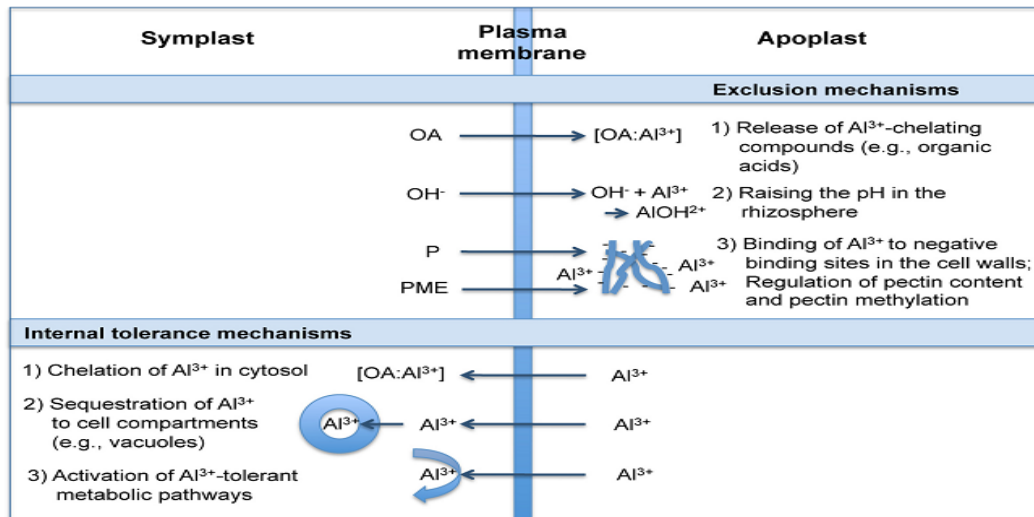 Symplast
Plasma
membrane
Apoplast
Exclusion mechanisms
OA
[OA:Al³⁺]
1) Release of Al³⁺-chelating
compounds (e.g., organic
acids)
OH⁻
OH⁻ + Al³⁺
AlOH²⁺
2) Raising the pH in the
rhizosphere
P
PME
Al³⁺
Al³⁺
Al³⁺
3) Binding of Al³⁺ to negative
binding sites in the cell walls;
Regulation of pectin content
and pectin methylation
Internal tolerance mechanisms
1) Chelation of Al³⁺ in cytosol
[OA:Al³⁺]
Al³⁺
2) Sequestration of Al³⁺
to cell compartments
(e.g., vacuoles)
Al³⁺
Al³⁺
Al³⁺
3) Activation of Al³⁺-tolerant
metabolic pathways
Al³⁺
Al³⁺